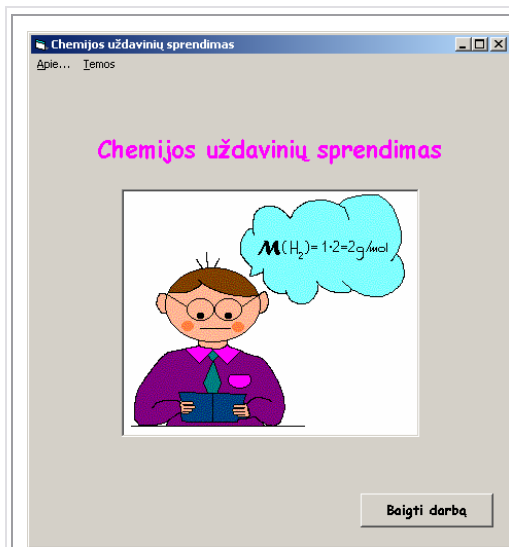 Chemijos uždavinių sprendimas
Apie... Temos
Chemijos uždavinių sprendimas
M(H₂)=1·2=2g/mol
Baigti darbą